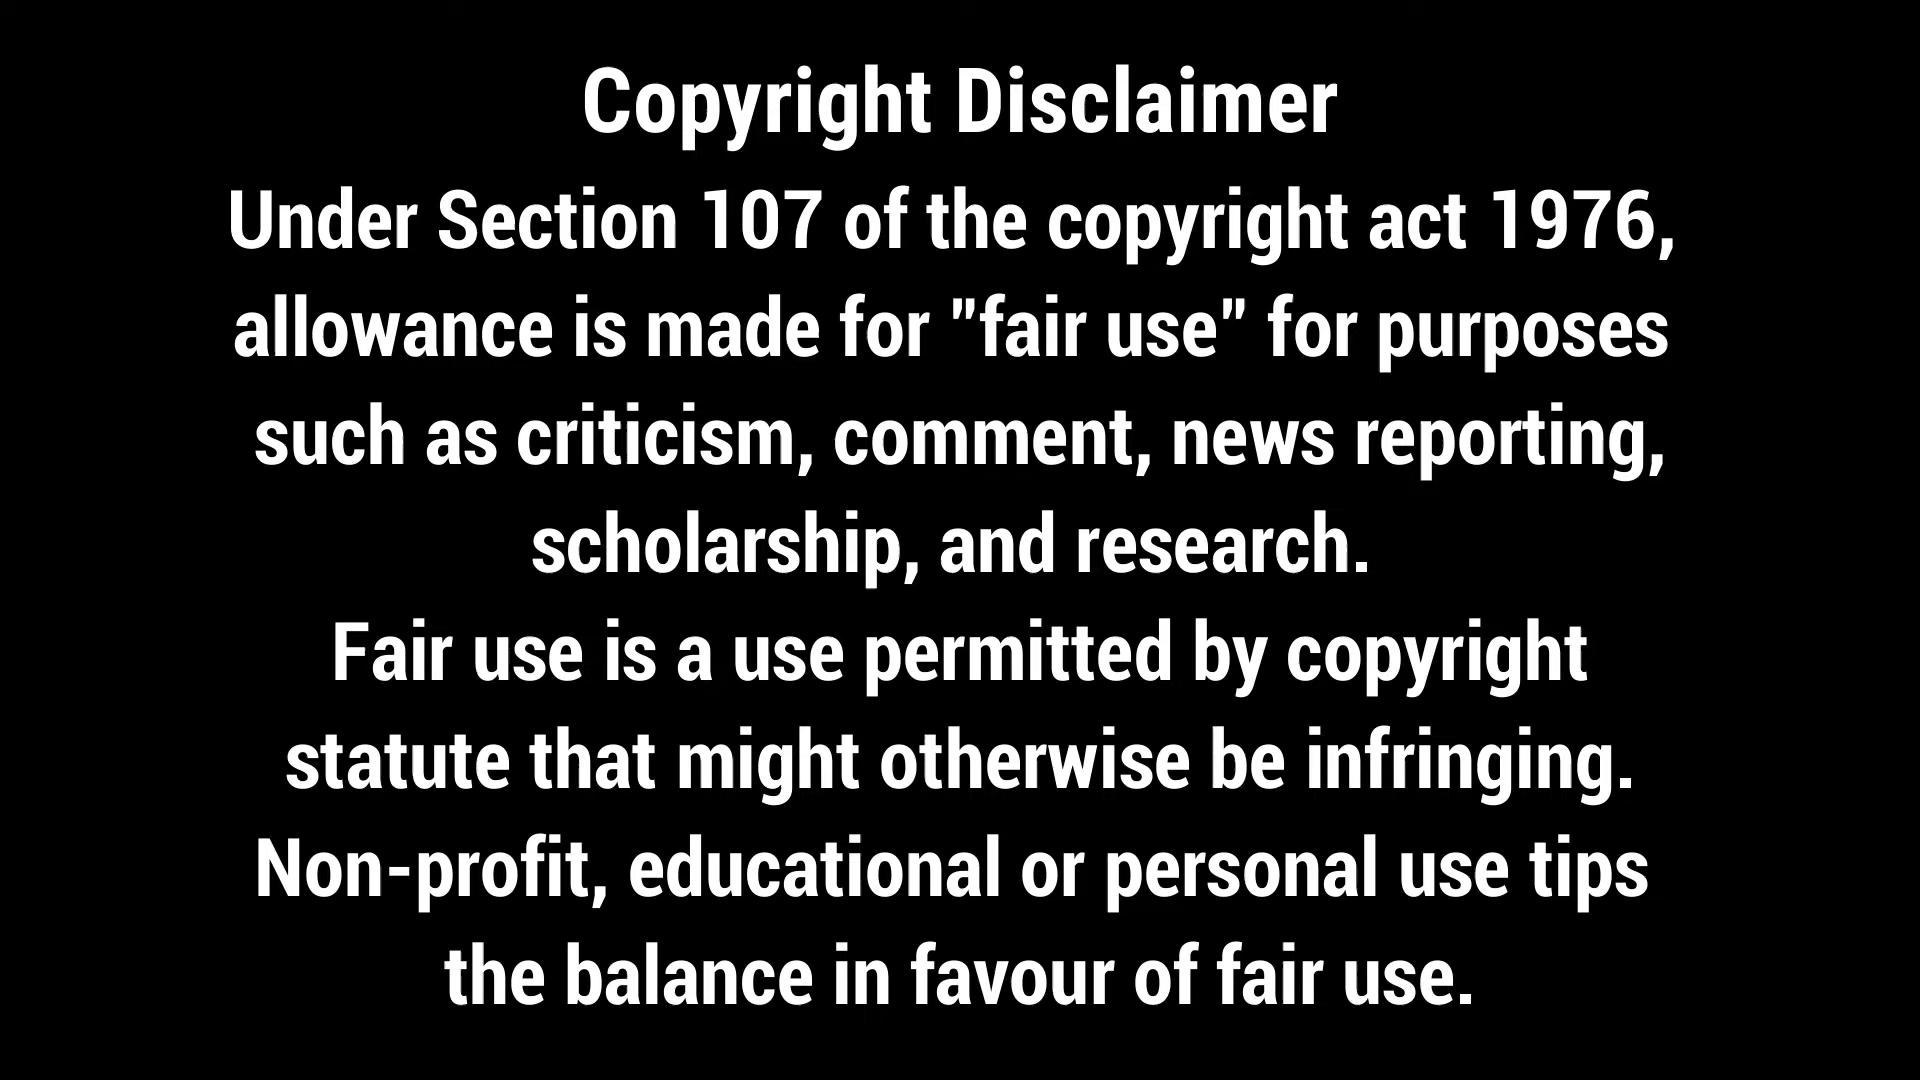 Copyright Disclaimer
Under Section 107 of the copyright act 1976,
allowance is made for "fair use" for purposes
such as criticism, comment, news reporting,
scholarship, and research.
Fair use is a use permitted by copyright
statute that might otherwise be infringing.
Non-profit, educational or personal use tips
the balance in favour of fair use.